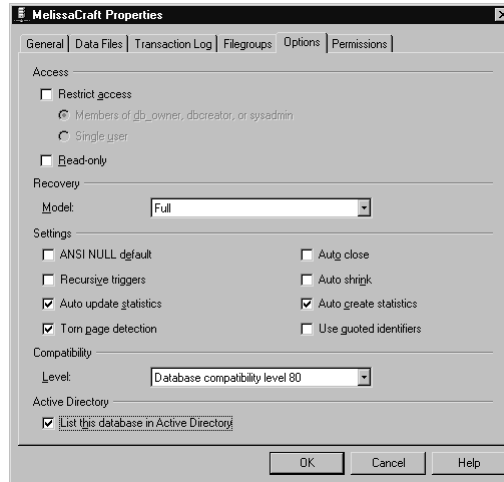 MelissaCraft Properties
General Data Files Transaction Log Filegroups Options Permissions
Access
Restrict access
Members of db_owner, dbcreator, or sysadmin
Single user
Read-only
Recovery
Model: Full
Settings
ANSI NULL default Auto close
Recursive triggers Auto shrink
Auto update statistics Auto create statistics
Torn page detection Use quoted identifiers
Compatibility
Level: Database compatibility level 80
Active Directory
List this database in Active Directory
OK Cancel Help